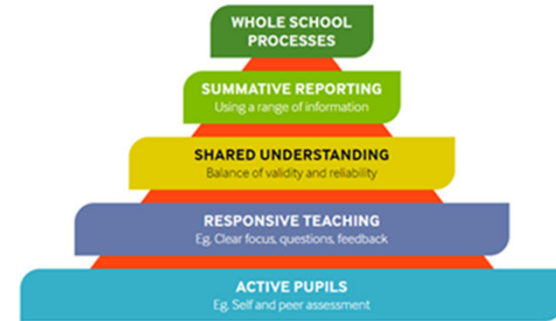 WHOLE SCHOOL
PROCESSES
SUMMATIVE REPORTING
Using a range of information
SHARED UNDERSTANDING
Balance of validity and reliability
RESPONSIVE TEACHING
Eg. Clear focus, questions, feedback
ACTIVE PUPILS
Eg. Self and peer assessment